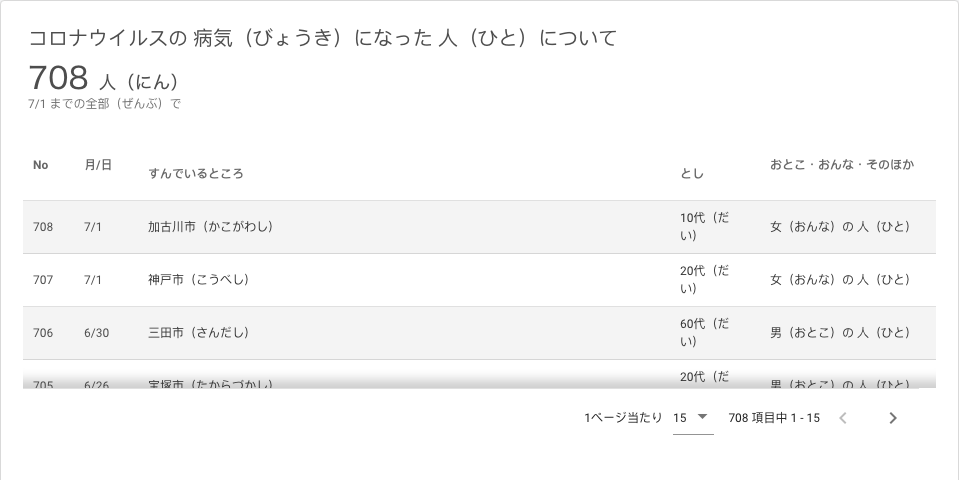 コロナウイルスの 病気（びょうき）になった 人（ひと）について
708 人（にん）
7/1 までの全部（ぜんぶ）で
No 月/日 すんでいるところ とし おとこ・おんな・そのほか
708 7/1 加古川市（かこがわし） 10代（だい） 女（おんな）の 人（ひと）
707 7/1 神戸市（こうべし） 20代（だい） 女（おんな）の 人（ひと）
706 6/30 三田市（さんだし） 60代（だい） 男（おとこ）の 人（ひと）
705 6/26 宝塚市（たからづかし） 20代（だ 男（おとこ）の 人（ひと）
1ページ当たり 15 708 項目中 1 - 15